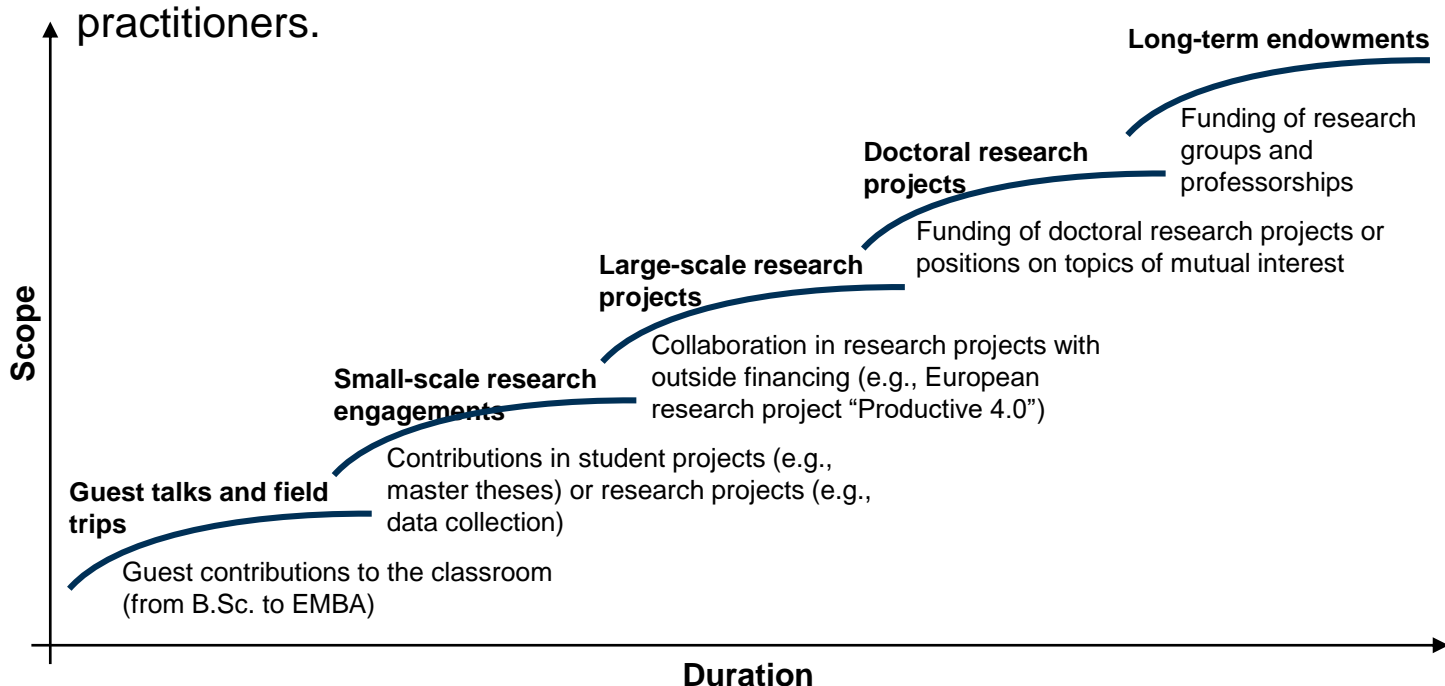 practitioners.
Long-term endowments
Funding of research
groups and
professorships
Doctoral research
projects
Funding of doctoral research projects or
positions on topics of mutual interest
Large-scale research
projects
Collaboration in research projects with
outside financing (e.g., European
research project “Productive 4.0”)
Small-scale research
engagements
Contributions in student projects (e.g.,
master theses) or research projects (e.g.,
data collection)
Guest talks and field
trips
Guest contributions to the classroom
(from B.Sc. to EMBA)
Scope
Duration